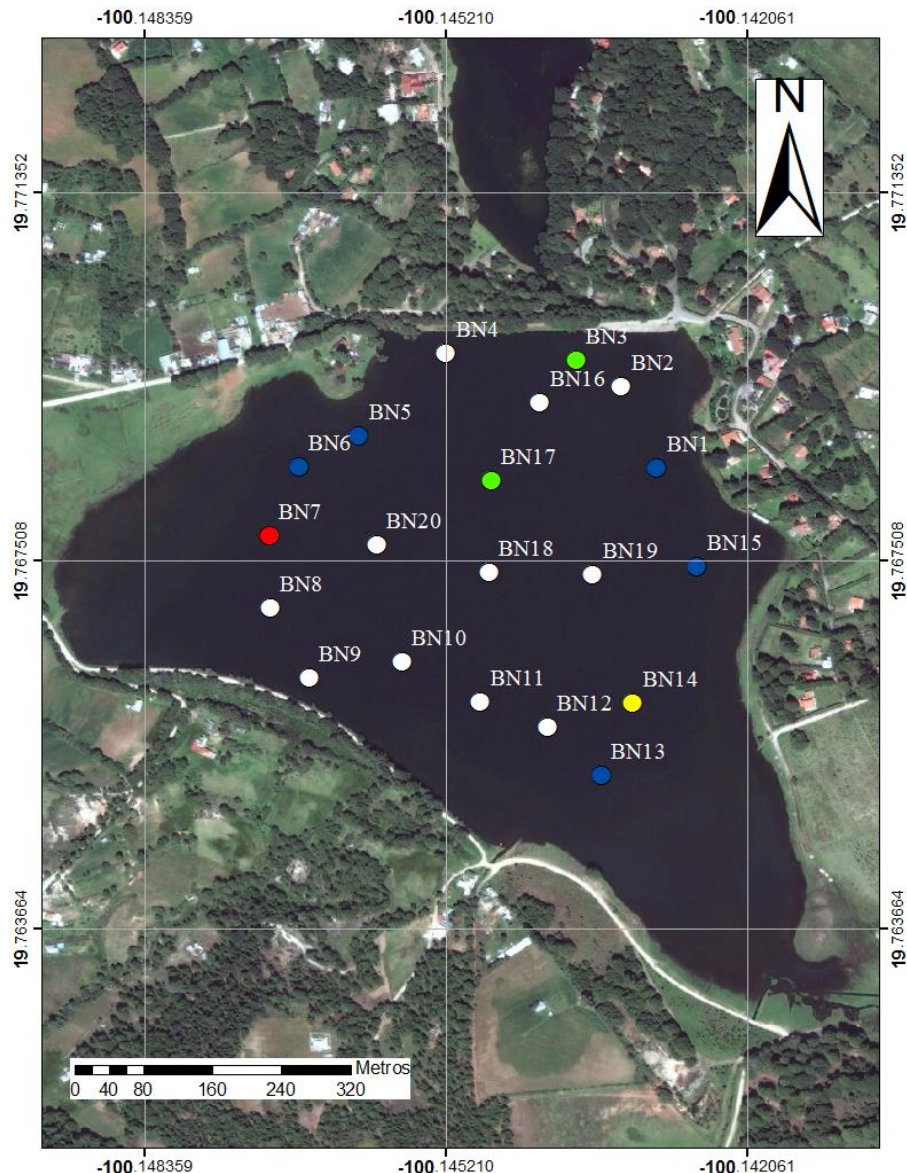 -100.148359 -100.145210 -100.142061
N
19.771352 19.771352
BN4
BN3
BN2
BN16
BN5
BN6
BN1
BN17
BN7
BN20
BN18
BN19
BN15
19.767508 19.767508
BN8
BN10
BN9
BN11
BN14
BN12
BN13
19.763664 19.763664
Metros
0 40 80 160 240 320
-100.148359 -100.145210 -100.142061